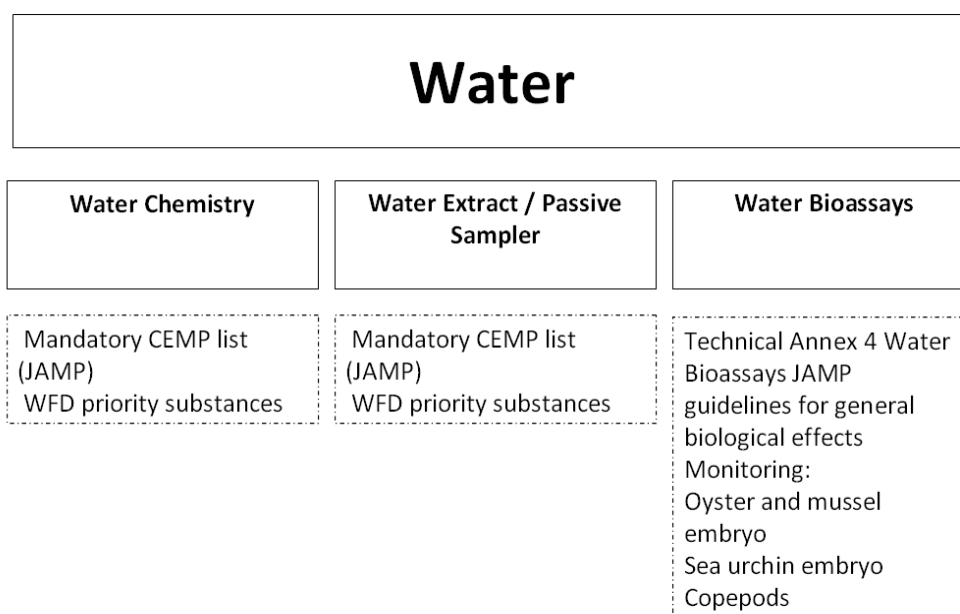 Water
Water Chemistry
Water Extract / Passive
Sampler
Water Bioassays
Mandatory CEMP list
(JAMP)
WFD priority substances
Mandatory CEMP list
(JAMP)
WFD priority substances
Technical Annex 4 Water
Bioassays JAMP
guidelines for general
biological effects
Monitoring:
Oyster and mussel
embryo
Sea urchin embryo
Copepods